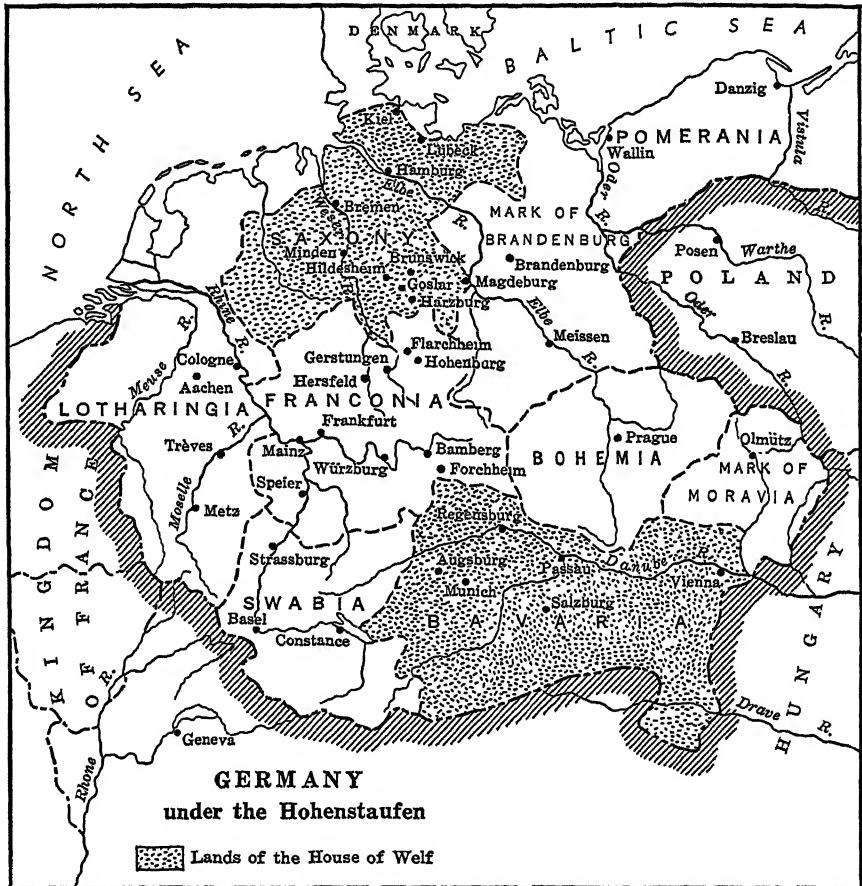 DENMARK
BALTIC SEA
NORTH SEA
Danzig
Kiel
Lübeck
POMERANIA
Wallin
Vistula
Hamburg
Elbe
R.
Oder
R.
R.
Bremen
Weser
R.
MARK OF
BRANDENBURG
SAXONY
Minden
Brunswick
Hildesheim
Goslar
Harzburg
Magdeburg
Brandenburg
Posen
Warthe
R.
POLAND
Oder
R.
Breslau
Rhine
R.
Elbe
R.
Meissen
Flarchheim
Gerstungen
Hohenburg
Hersfeld
Cologne
Aachen
Meuse
R.
LOTHARINGIA
FRANCONIA
Frankfurt
Trèves
Moselle
R.
Mainz
Würzburg
Bamberg
Forchheim
BOHEMIA
Prague
Olmütz
MARK OF
MORAVIA
Speier
Metz
Regensburg
Strassburg
Augsburg
Munich
Passau
Danube
R.
Vienna
Salzburg
SWABIA
BAVARIA
Basel
Constance
KINGDOM
OF FRANCE
HUNGARY
Drave
R.
Geneva
Rhone
R.
GERMANY
under the Hohenstaufen
Lands of the House of Welf